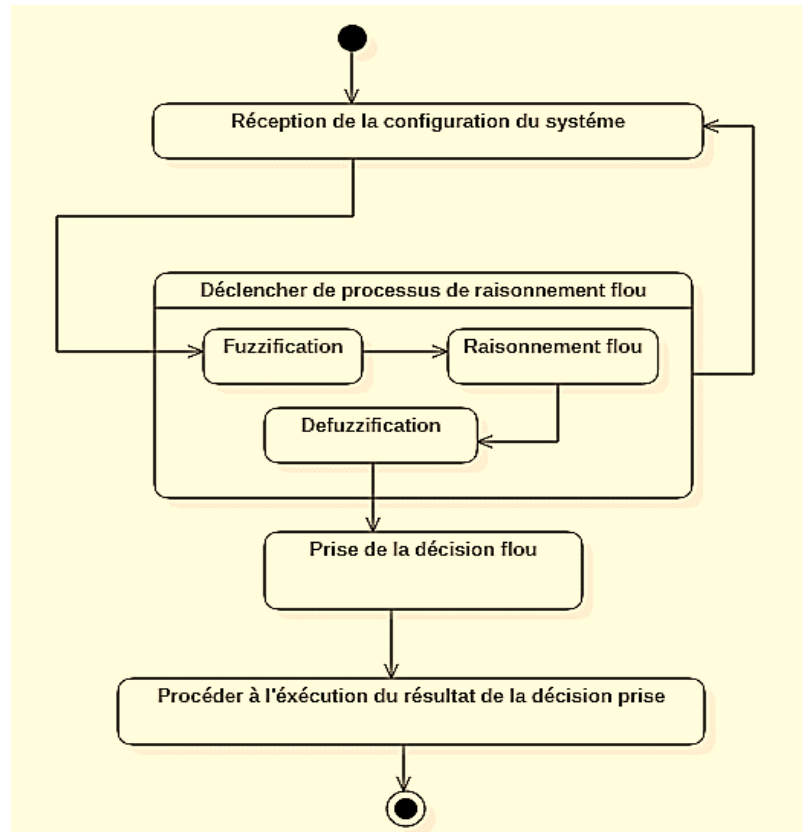 Réception de la configuration du systéme
Déclencher de processus de raisonnement flou
Fuzzification
Raisonnement flou
Defuzzification
Prise de la décision flou
Procéder à l'éxécution du résultat de la décision prise